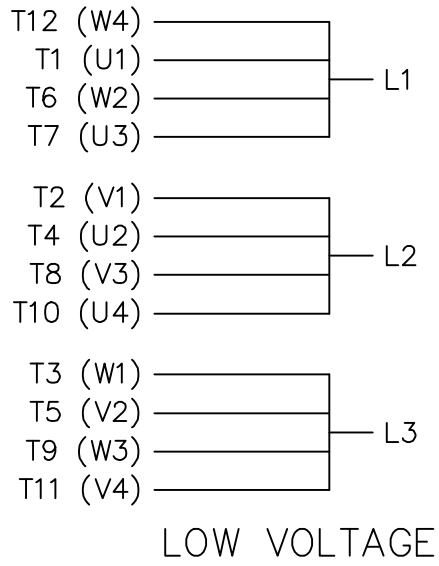 T12 (W4)
T1 (U1)
L1
T6 (W2)
T7 (U3)
T2 (V1)
T4 (U2)
L2
T8 (V3)
T10 (U4)
T3 (W1)
T5 (V2)
L3
T9 (W3)
T11 (V4)
LOW VOLTAGE